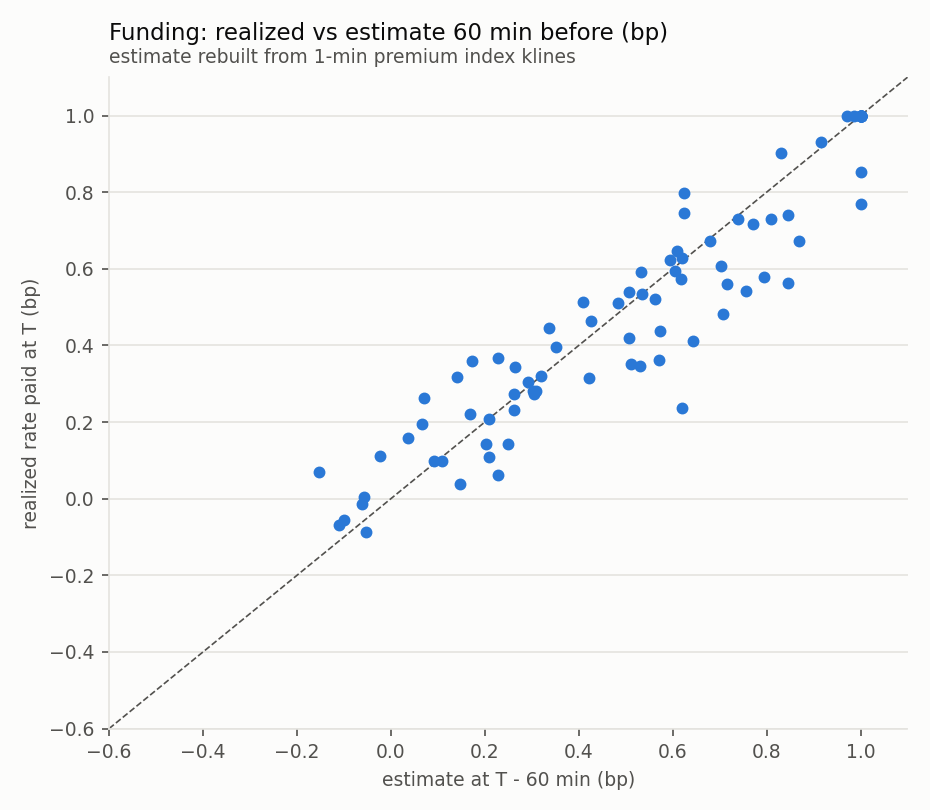 Funding: realized vs estimate 60 min before (bp)
estimate rebuilt from 1-min premium index klines
1.0
0.8
0.6
0.4
0.2
0.0
−0.2
−0.4
−0.6
realized rate paid at T (bp)
−0.6 −0.4 −0.2 0.0 0.2 0.4 0.6 0.8 1.0
estimate at T - 60 min (bp)